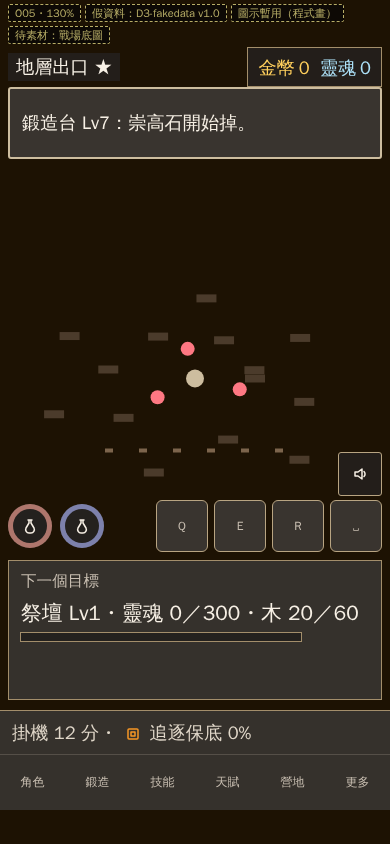 005・130% 假資料：D3-fakedata v1.0 圖示暫用（程式畫）
待素材：戰場底圖
地層出口 ★ 金幣 0 靈魂 0
鍛造台 Lv7：崇高石開始掉。
Q E R ␣
下一個目標
祭壇 Lv1・靈魂 0／300・木 20／60
掛機 12 分・ 追逐保底 0%
角色 鍛造 技能 天賦 營地 更多